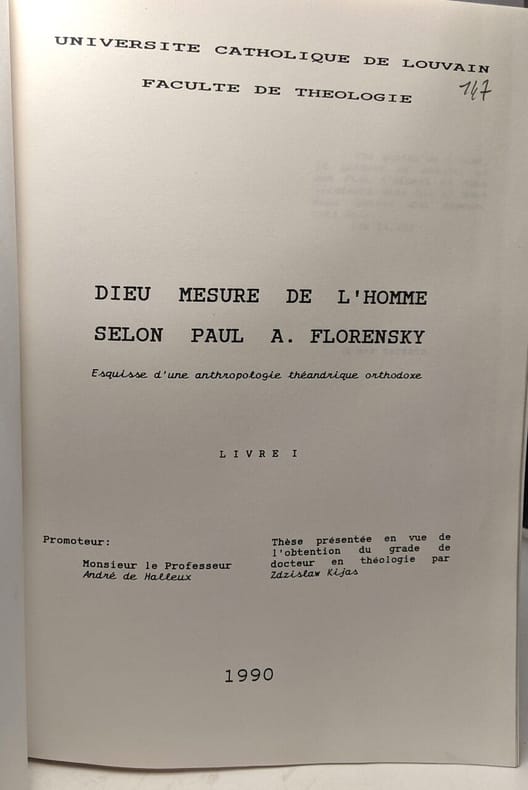 UNIVERSITE CATHOLIQUE DE LOUVAIN
FACULTE DE THEOLOGIE
147
DIEU MESURE DE L'HOMME
SELON PAUL A. FLORENSKY
Esquisse d'une anthropologie théandrique orthodoxe
LIVRE I
Promoteur:
Monsieur le Professeur
André de Halleux
Thèse présentée en vue de
l'obtention du grade de
docteur en théologie par
Zdzisław Kijas
1990